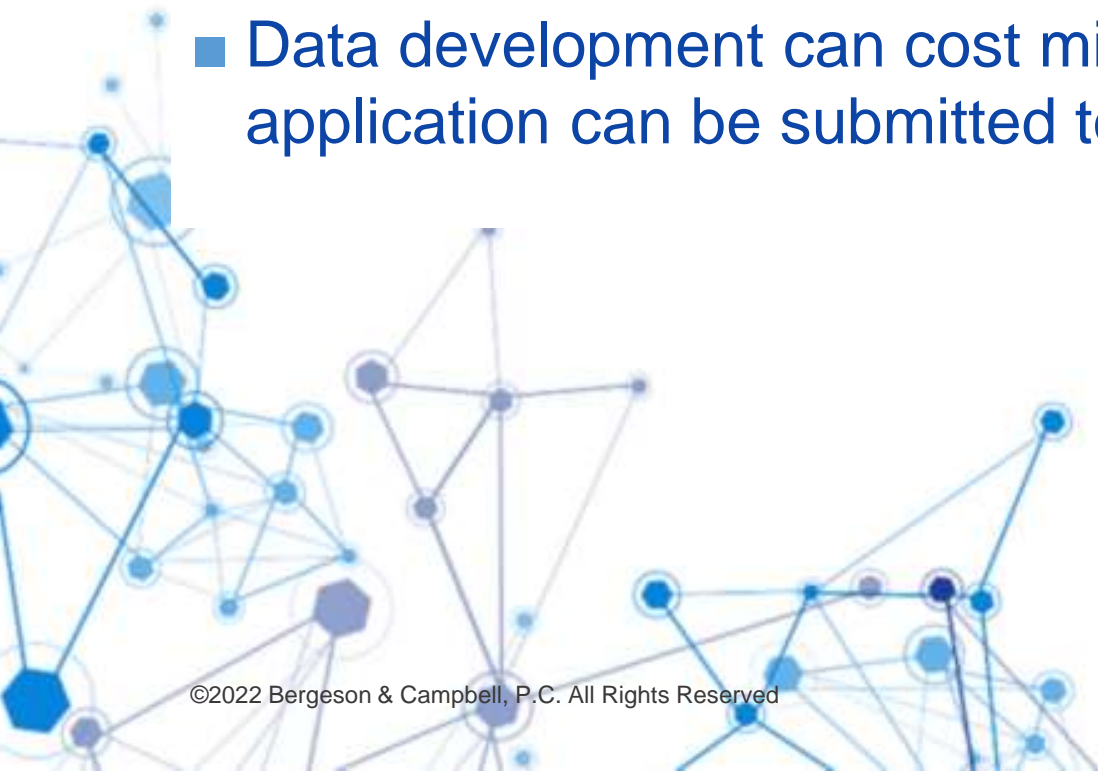 Data development can cost
application can be submitted
©2022 Bergeson & Campbell, P.C. All Rights Reserved